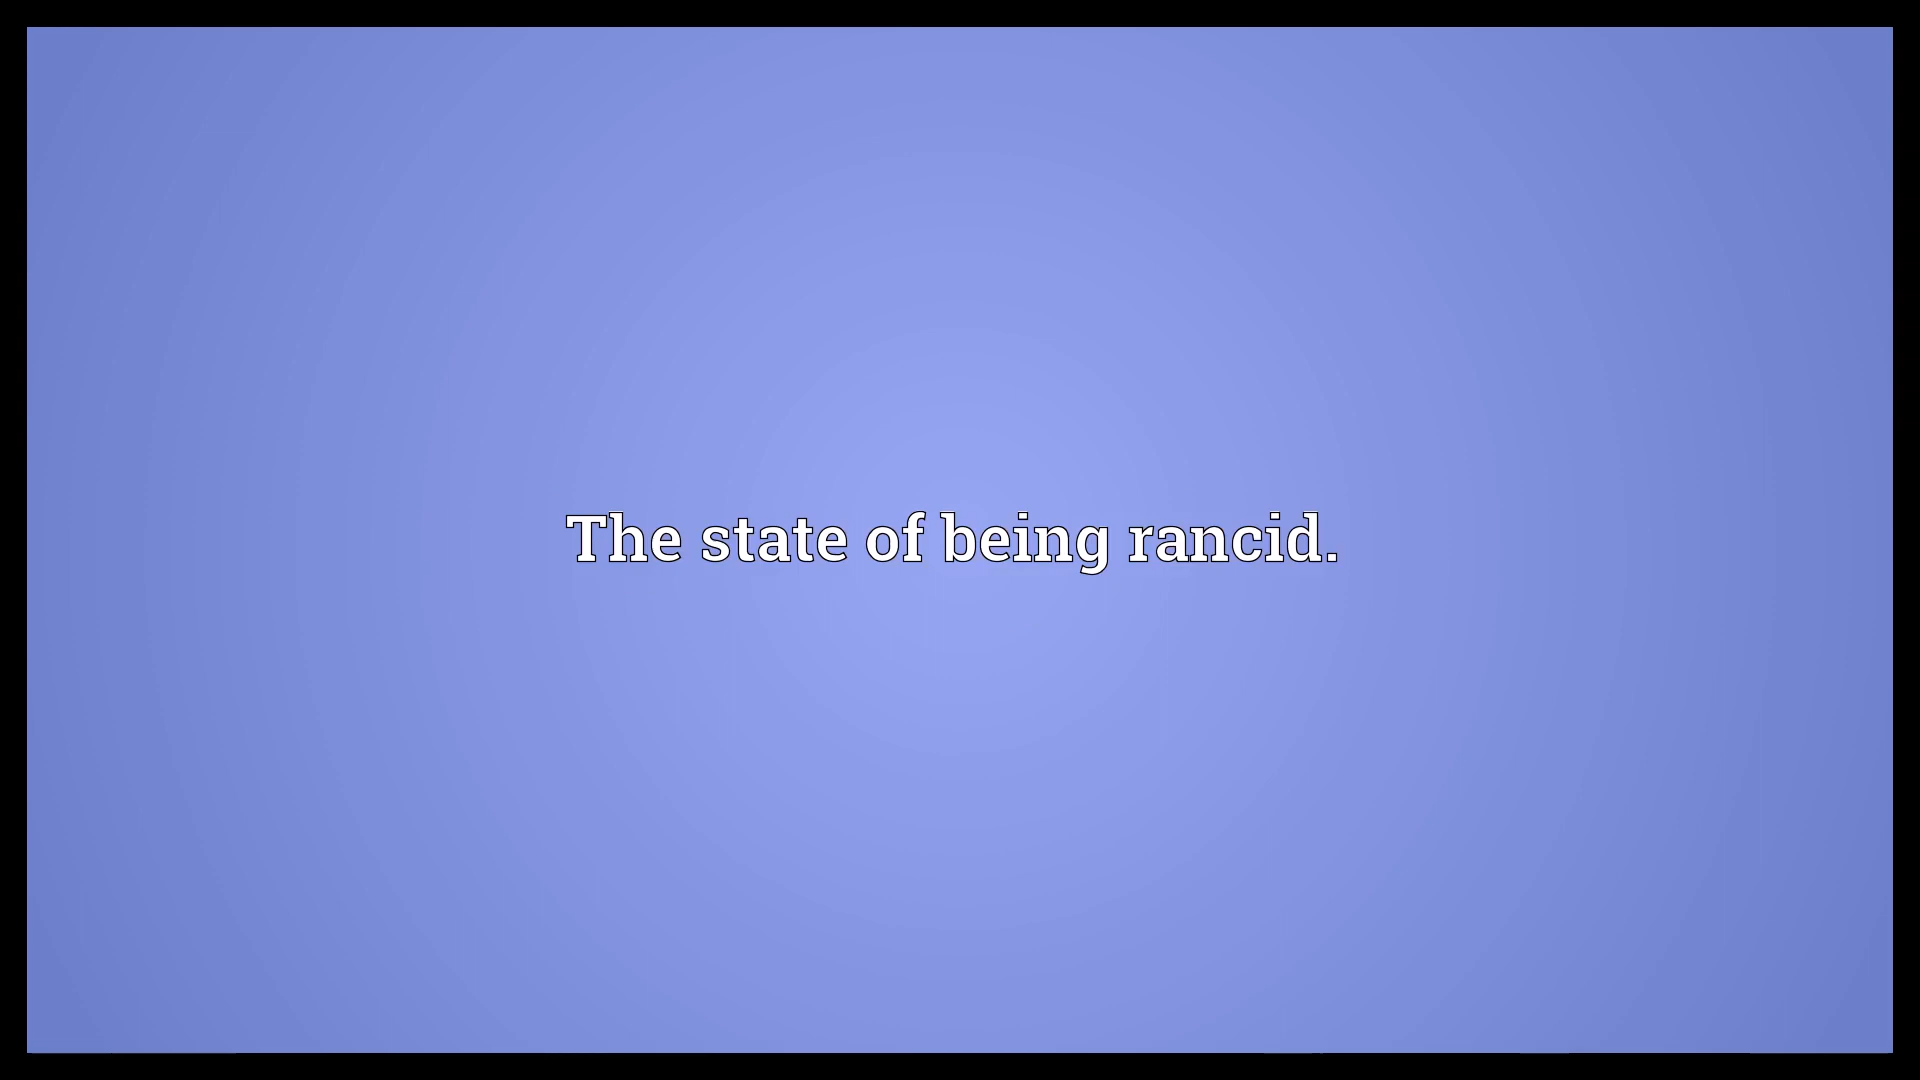 The state of being rancid.